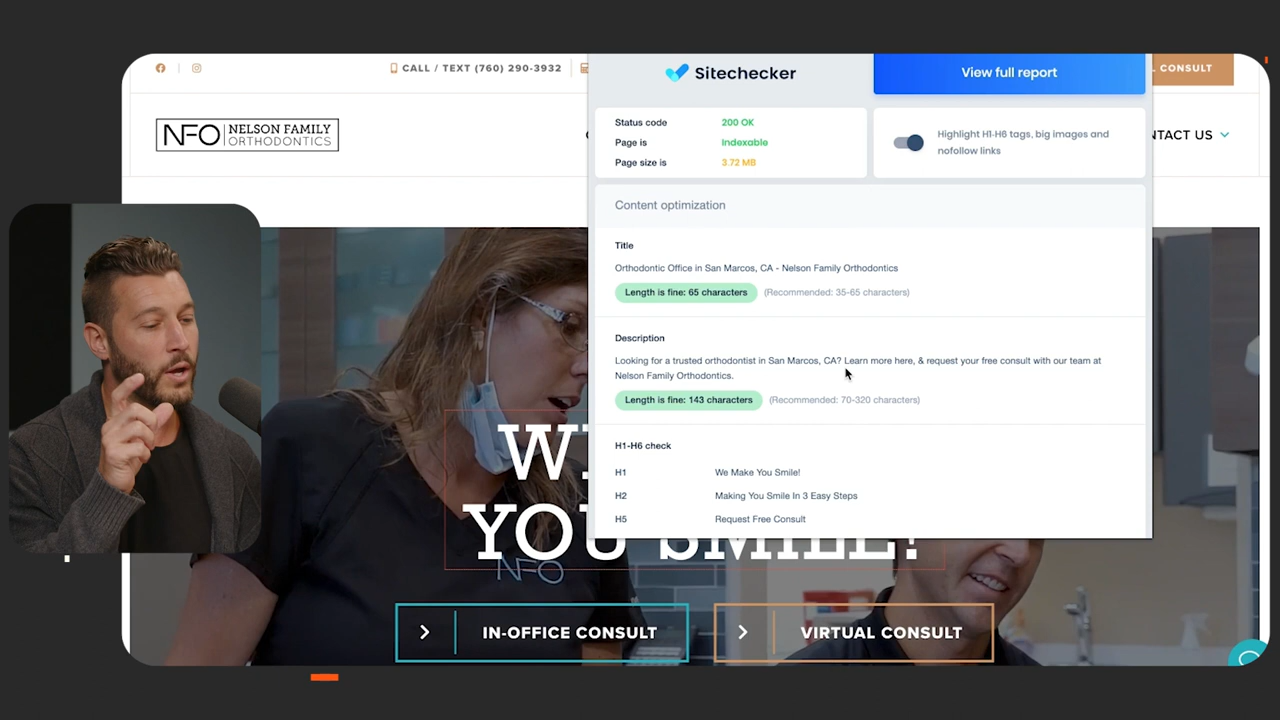 CALL / TEXT (760) 290-3932
CONSULT
NFO
NELSON FAMILY
ORTHODONTICS
CONTACT US
Sitechecker
View full report
Status code 200 OK
Page is Indexable
Page size is 3.72 MB
Highlight H1-H6 tags, big images and
nofollow links
Content optimization
Title
Orthodontic Office in San Marcos, CA - Nelson Family Orthodontics
Length is fine: 65 characters (Recommended: 35-65 characters)
Description
Looking for a trusted orthodontist in San Marcos, CA? Learn more here, & request your free consult with our team at
Nelson Family Orthodontics.
Length is fine: 143 characters (Recommended: 70-320 characters)
H1-H6 check
H1 We Make You Smile!
H2 Making You Smile In 3 Easy Steps
H5 Request Free Consult
YOU SMILE!
NFO
IN-OFFICE CONSULT
VIRTUAL CONSULT